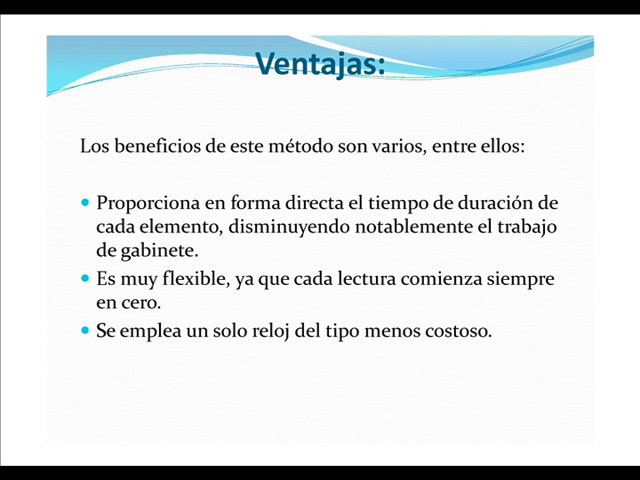 Ventajas:
Los beneficios de este método son varios, entre ellos:
• Proporciona en forma directa el tiempo de duración de
cada elemento, disminuyendo notablemente el trabajo
de gabinete.
• Es muy flexible, ya que cada lectura comienza siempre
en cero.
• Se emplea un solo reloj del tipo menos costoso.